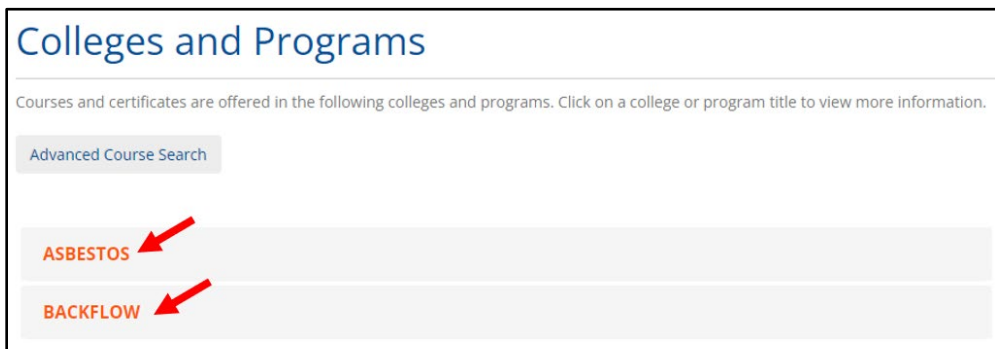 Colleges and Programs
Courses and certificates are offered in the following colleges and programs. Click on a college or program title to view more information.
Advanced Course Search
ASBESTOS
BACKFLOW